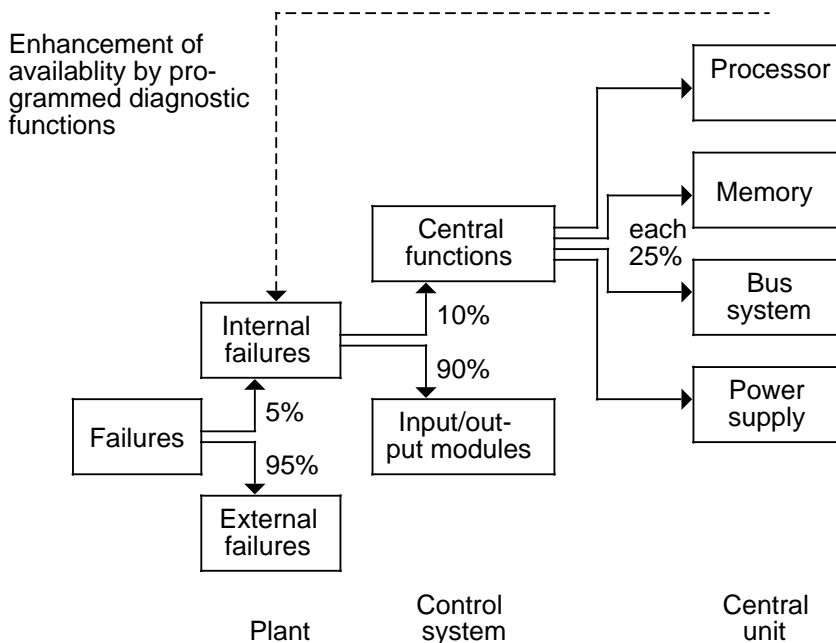 Enhancement of
availablity by pro-
grammed diagnostic
functions
Processor
Memory
each
25%
Central
functions
Bus
system
10%
Internal
failures
90%
Power
supply
5%
Input/out-
put modules
Failures
95%
External
failures
Plant
Control
system
Central
unit